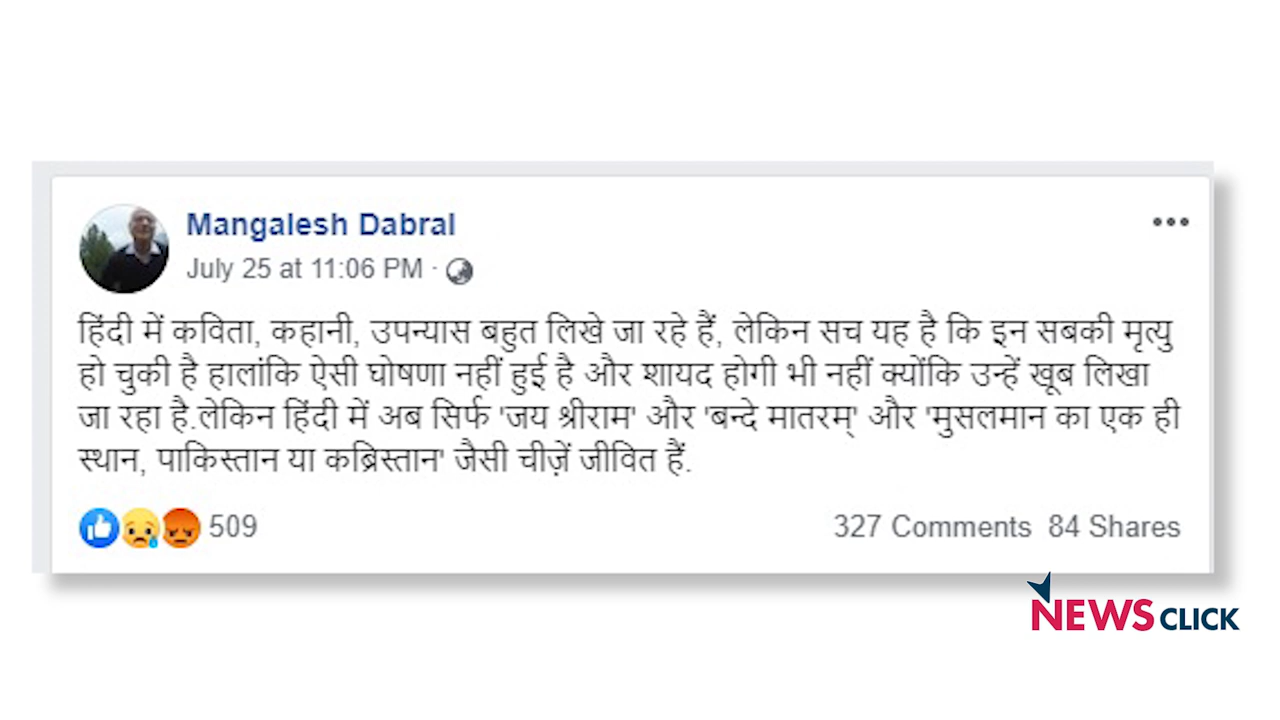 Mangalesh Dabral
July 25 at 11:06 PM ·
हिंदी में कविता, कहानी, उपन्यास बहुत लिखे जा रहे हैं, लेकिन सच यह है कि इन सबकी मृत्यु
हो चुकी है हालांकि ऐसी घोषणा नहीं हुई है और शायद होगी भी नहीं क्योंकि उन्हें खूब लिखा
जा रहा है.लेकिन हिंदी में अब सिर्फ 'जय श्रीराम' और 'बन्दे मातरम्' और 'मुसलमान का एक ही
स्थान, पाकिस्तान या कब्रिस्तान' जैसी चीज़ें जीवित हैं.
509
327 Comments 84 Shares
NEWSCLICK